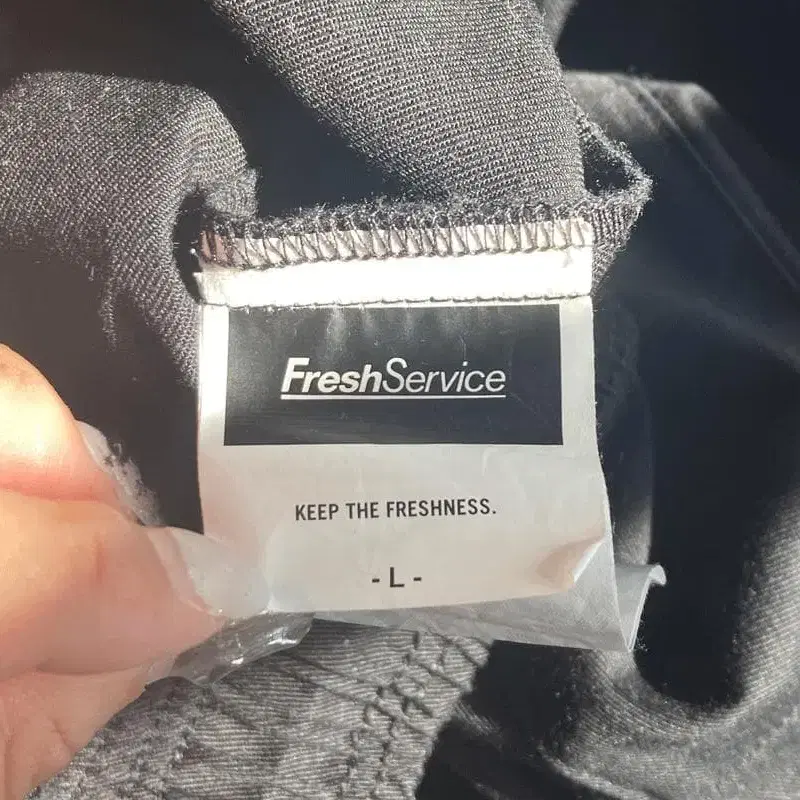 FreshService
KEEP THE FRESHNESS.
- L -